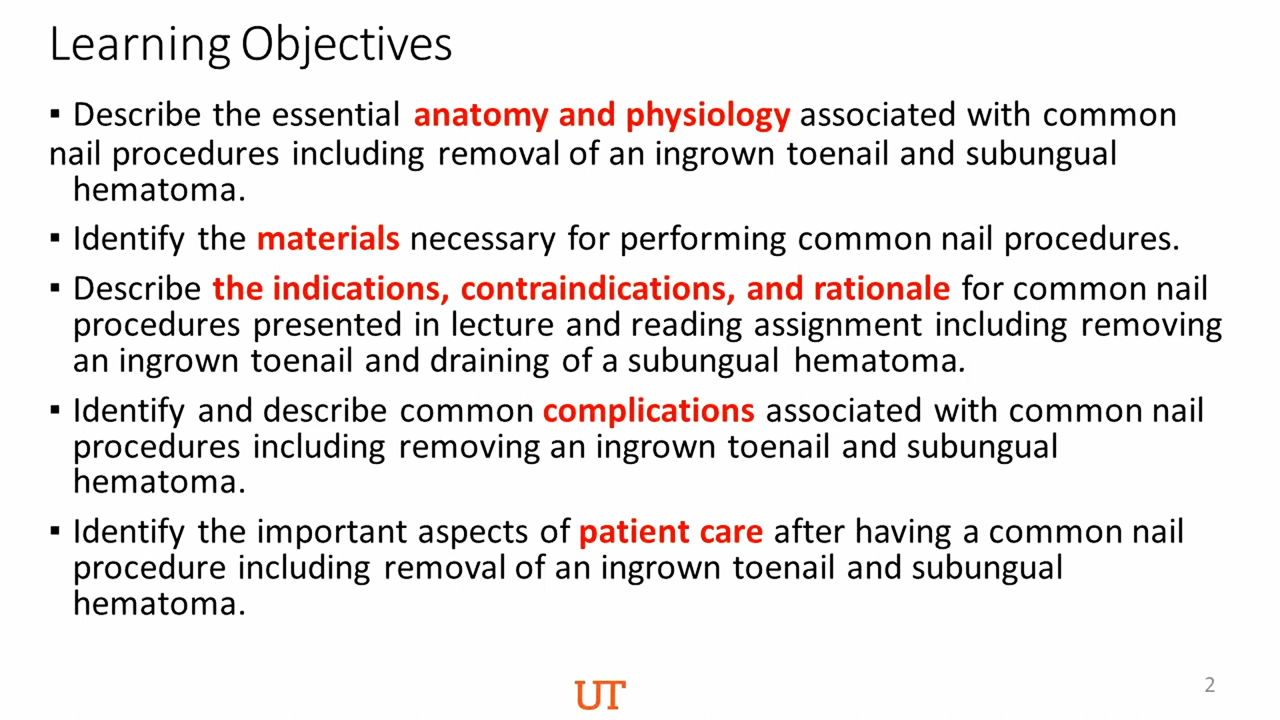 Learning Objectives
▪ Describe the essential anatomy and physiology associated with common
nail procedures including removal of an ingrown toenail and subungual
hematoma.
▪ Identify the materials necessary for performing common nail procedures.
▪ Describe the indications, contraindications, and rationale for common nail
procedures presented in lecture and reading assignment including removing
an ingrown toenail and draining of a subungual hematoma.
▪ Identify and describe common complications associated with common nail
procedures including removing an ingrown toenail and subungual
hematoma.
▪ Identify the important aspects of patient care after having a common nail
procedure including removal of an ingrown toenail and subungual
hematoma.
UT
2